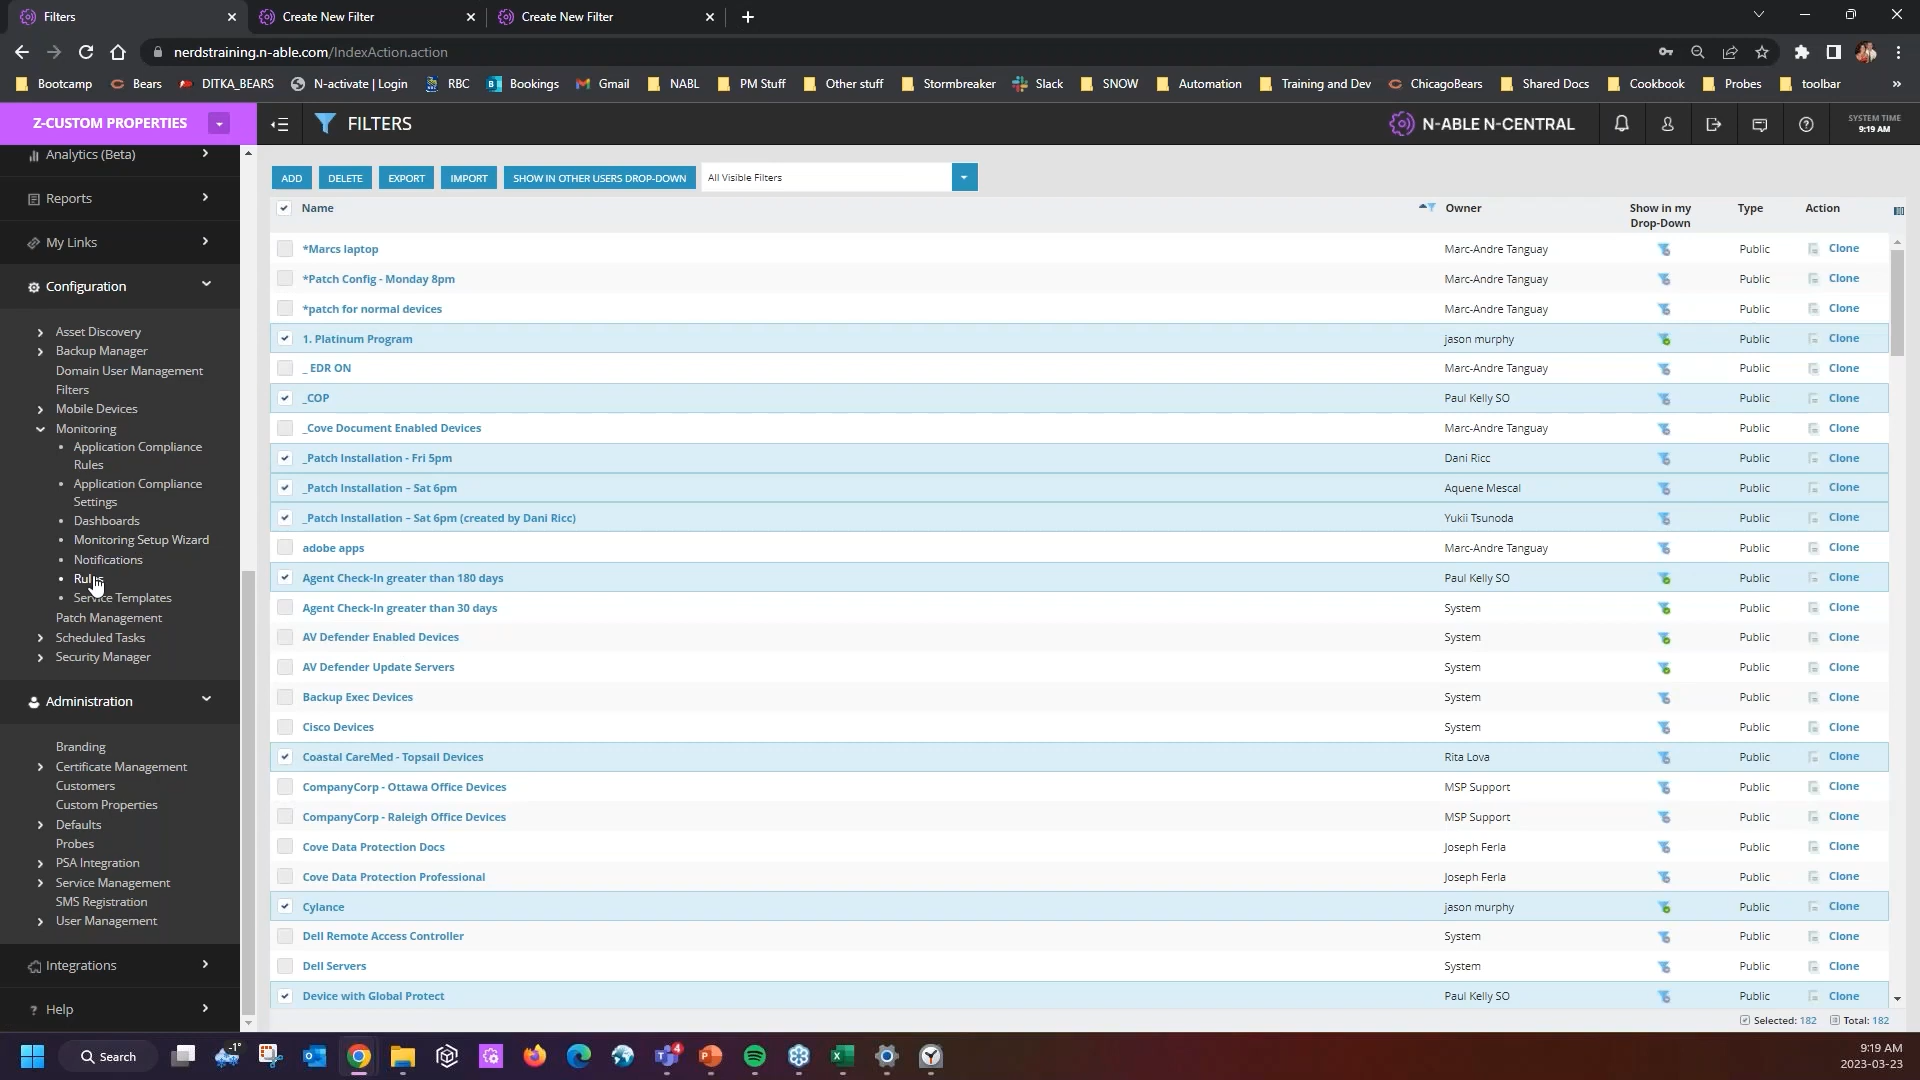 Filters
Create New Filter
Create New Filter
nerdstraining.n-able.com/IndexAction.action
Bootcamp
Bears
DITKA_BEARS
N-activate | Login
RBC
Bookings
Gmail
NABL
PM Stuff
Other stuff
Stormbreaker
Slack
SNOW
Automation
Training and Dev
ChicagoBears
Shared Docs
Cookbook
Probes
toolbar
»
Z-CUSTOM PROPERTIES
FILTERS
N-ABLE N-CENTRAL
SYSTEM TIME
9:19 AM
Analytics (Beta)
Reports
My Links
Configuration
Asset Discovery
Backup Manager
Domain User Management
Filters
Mobile Devices
Monitoring
• Application Compliance
Rules
• Application Compliance
Settings
• Dashboards
• Monitoring Setup Wizard
• Notifications
• Rules
• Service Templates
Patch Management
Scheduled Tasks
Security Manager
Administration
Branding
Certificate Management
Customers
Custom Properties
Defaults
Probes
PSA Integration
Service Management
SMS Registration
User Management
Integrations
? Help
ADD
DELETE
EXPORT
IMPORT
SHOW IN OTHER USERS DROP-DOWN
All Visible Filters
Name Owner Show in my Type Action
Drop-Down
*Marcs laptop Marc-Andre Tanguay Public Clone
*Patch Config - Monday 8pm Marc-Andre Tanguay Public Clone
*patch for normal devices Marc-Andre Tanguay Public Clone
1. Platinum Program jason murphy Public Clone
_ EDR ON Marc-Andre Tanguay Public Clone
_COP Paul Kelly SO Public Clone
_Cove Document Enabled Devices Marc-Andre Tanguay Public Clone
_Patch Installation - Fri 5pm Dani Ricc Public Clone
_Patch Installation – Sat 6pm Aquene Mescal Public Clone
_Patch Installation – Sat 6pm (created by Dani Ricc) Yukii Tsunoda Public Clone
adobe apps Marc-Andre Tanguay Public Clone
Agent Check-In greater than 180 days Paul Kelly SO Public Clone
Agent Check-In greater than 30 days System Public Clone
AV Defender Enabled Devices System Public Clone
AV Defender Update Servers System Public Clone
Backup Exec Devices System Public Clone
Cisco Devices System Public Clone
Coastal CareMed - Topsail Devices Rita Lova Public Clone
CompanyCorp - Ottawa Office Devices MSP Support Public Clone
CompanyCorp - Raleigh Office Devices MSP Support Public Clone
Cove Data Protection Docs Joseph Ferla Public Clone
Cove Data Protection Professional Joseph Ferla Public Clone
Cylance jason murphy Public Clone
Dell Remote Access Controller System Public Clone
Dell Servers System Public Clone
Device with Global Protect Paul Kelly SO Public Clone
Selected: 182 Total: 182
Search
-1°
4
9:19 AM
2023-03-23